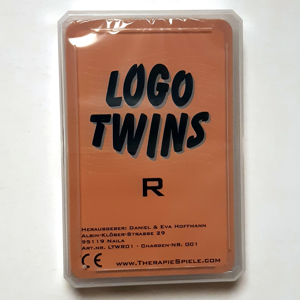 LOGO
TWINS
R
Herausgeber: Daniel & Eva Hoffmann
Albin-Klöber-Strasse 29
95119 Naila
Art.nr. LTWR01 - Chargen-Nr. 001
CE www.TherapieSpiele.com